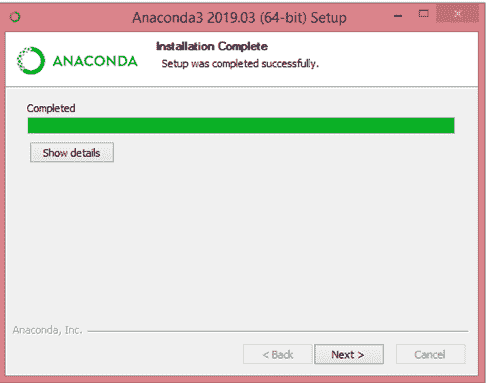 Anaconda3 2019.03 (64-bit) Setup
Installation Complete
ANACONDA
Setup was completed successfully.
Completed
Show details
Anaconda, Inc.
< Back
Next >
Cancel